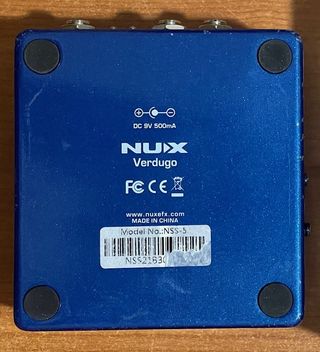 DC 9V 500mA
NUX
Verdugo
FC CE
www.nuxefx.com
MADE IN CHINA
Model No.:NSS-5